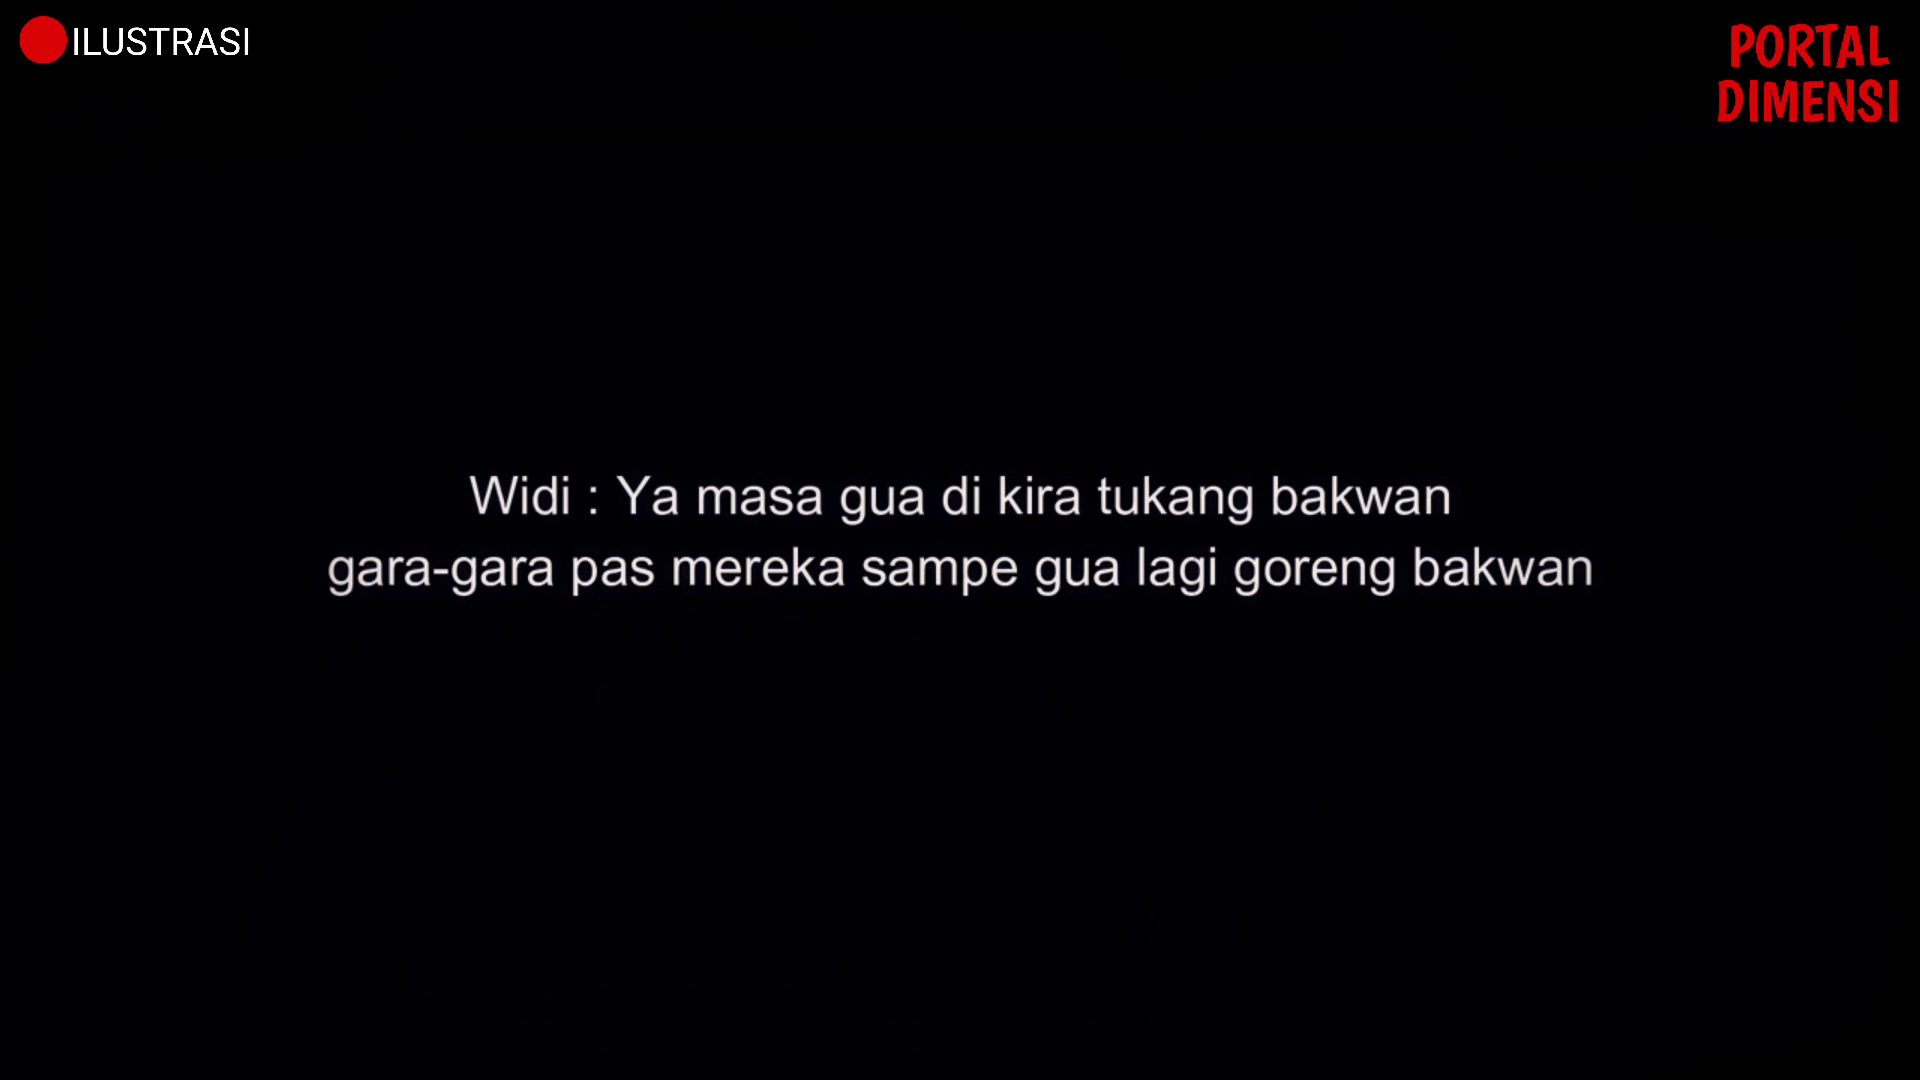 ILUSTRASI
PORTAL
DIMENSI
Widi : Ya masa gua di kira tukang bakwan
gara-gara pas mereka sampe gua lagi goreng bakwan